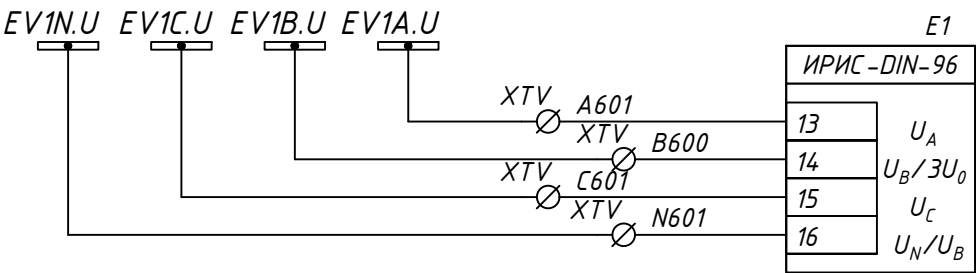 EV1N.U EV1C.U EV1B.U EV1A.U
E1
ИРИС-DIN-96
XTV A601 13 U_A
XTV B600 14 U_B/3U_0
XTV C601 15 U_C
XTV N601 16 U_N/U_B